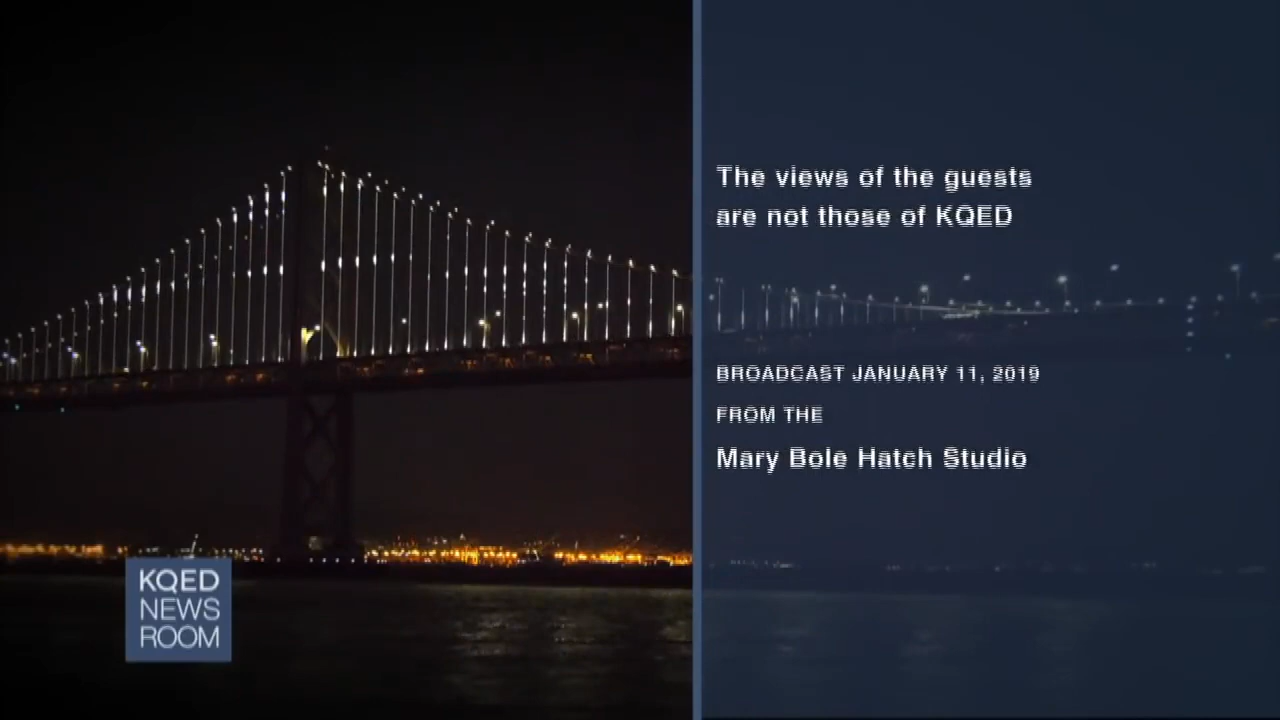 The views of the guests
are not those of KQED
BROADCAST JANUARY 11, 2019
FROM THE
Mary Bole Hatch Studio
KQED
NEWS
ROOM